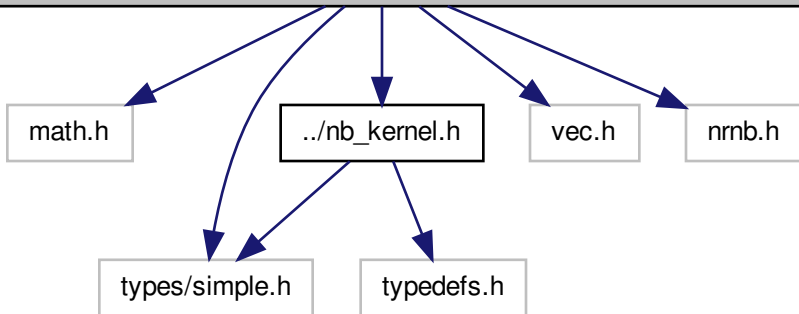 math.h
../nb_kernel.h
vec.h
nrnb.h
types/simple.h
typedefs.h